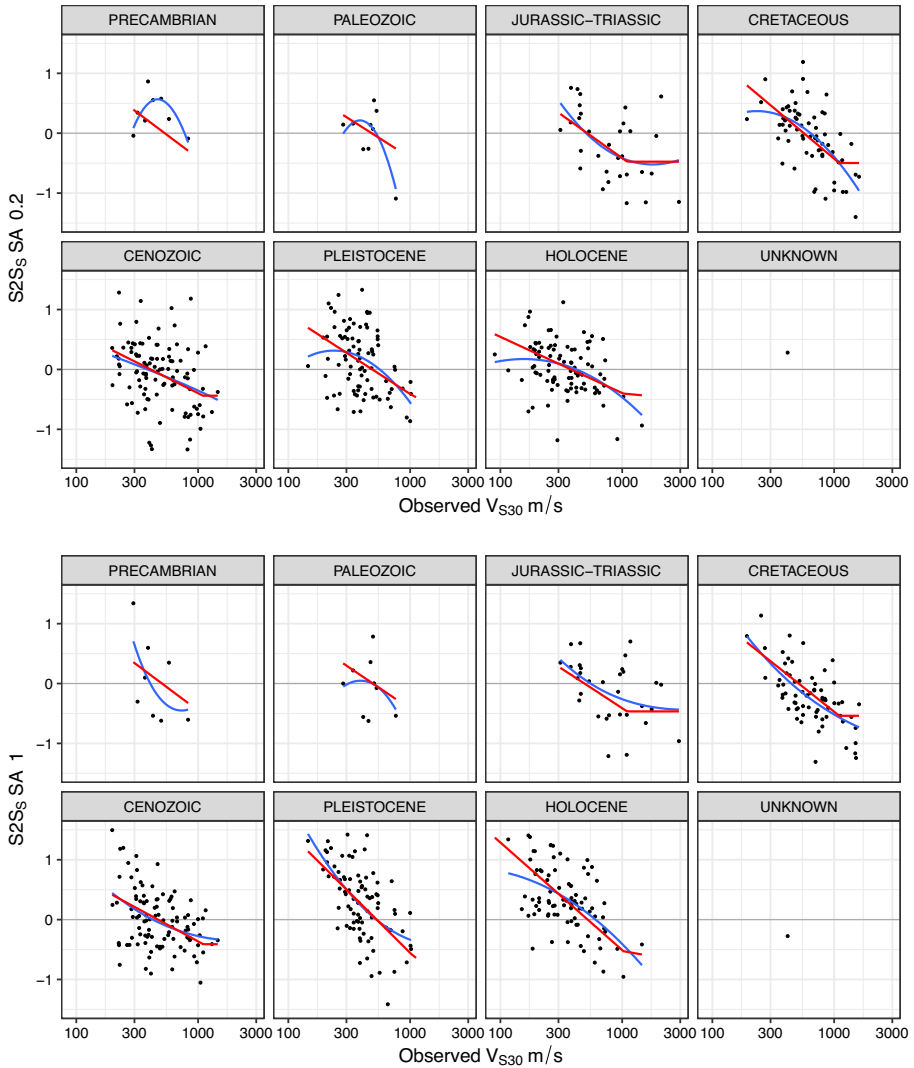 PRECAMBRIAN PALEOZOIC JURASSIC−TRIASSIC CRETACEOUS
1
0
−1
CENOZOIC PLEISTOCENE HOLOCENE UNKNOWN
1
0
−1
100 300 1000 3000 100 300 1000 3000 100 300 1000 3000 100 300 1000 3000
Observed V_S30 m/s
S2S_S SA 0.2
PRECAMBRIAN PALEOZOIC JURASSIC−TRIASSIC CRETACEOUS
1
0
−1
CENOZOIC PLEISTOCENE HOLOCENE UNKNOWN
1
0
−1
100 300 1000 3000 100 300 1000 3000 100 300 1000 3000 100 300 1000 3000
Observed V_S30 m/s
S2S_S SA 1